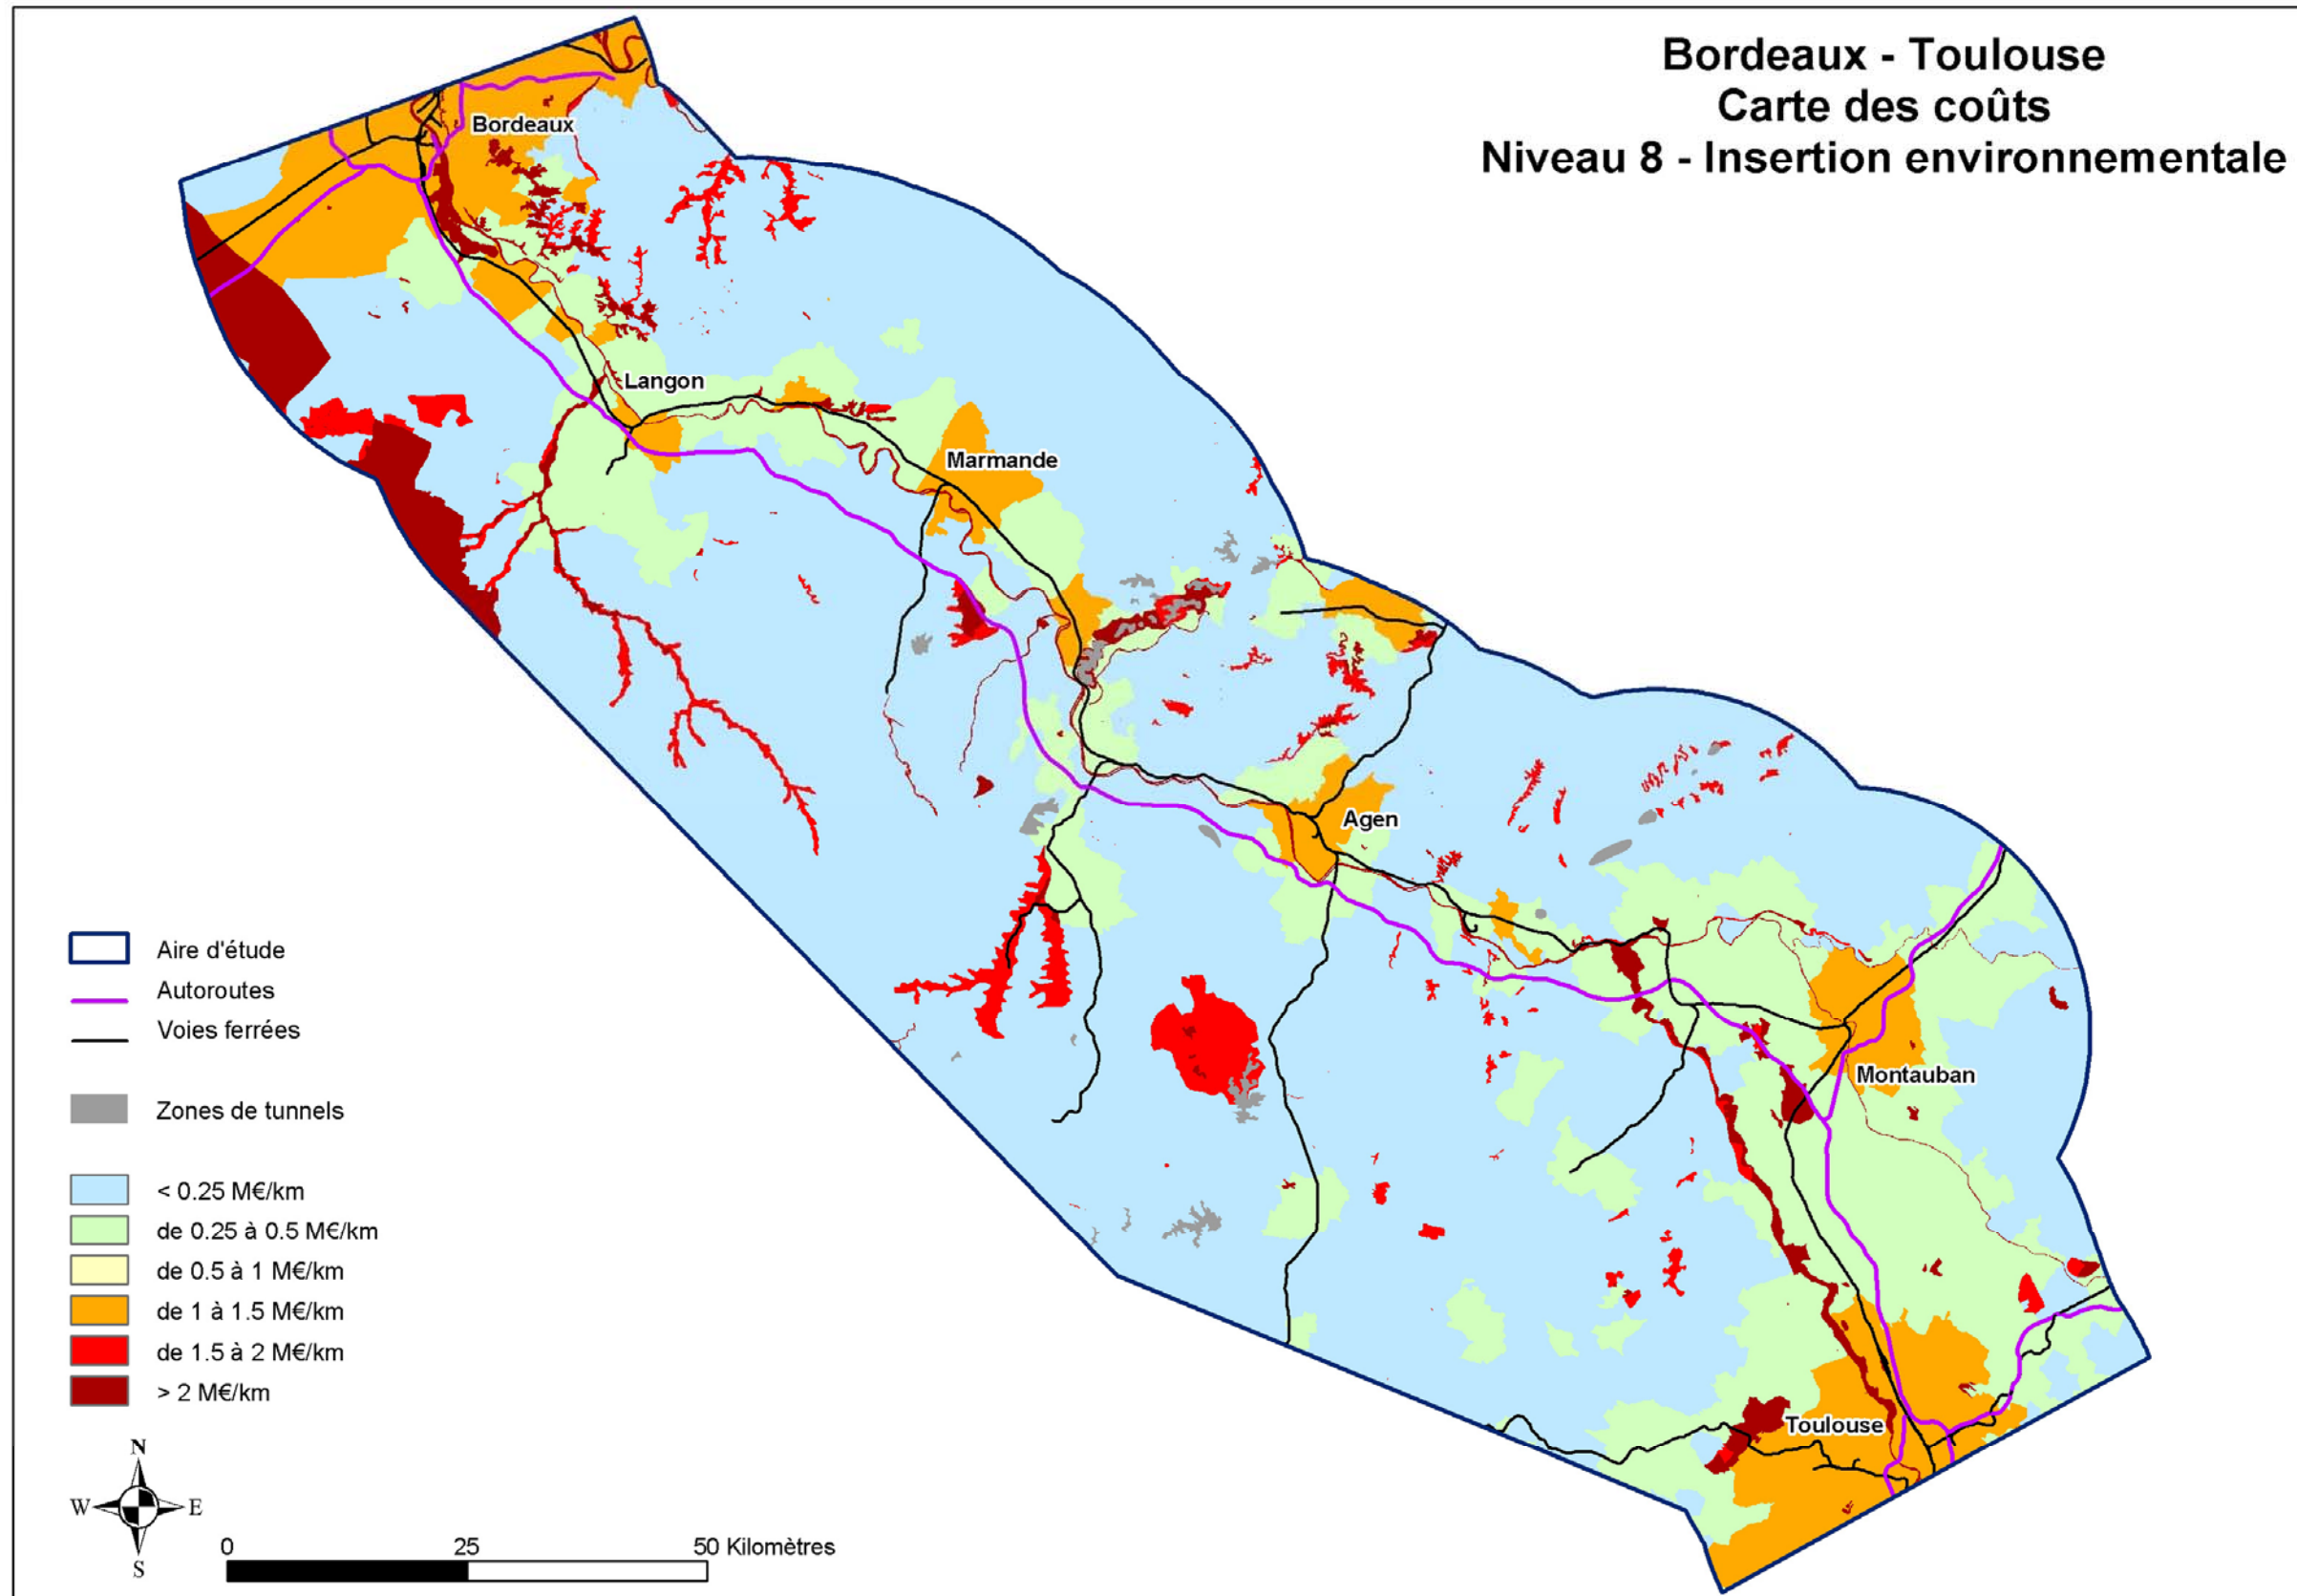 Bordeaux - Toulouse
Carte des coûts
Niveau 8 - Insertion environnementale
Bordeaux
Langon
Marmande
Agen
Montauban
Toulouse
Aire d'étude
Autoroutes
Voies ferrées
Zones de tunnels
< 0.25 M€/km
de 0.25 à 0.5 M€/km
de 0.5 à 1 M€/km
de 1 à 1.5 M€/km
de 1.5 à 2 M€/km
> 2 M€/km
N
W E
S
0 25 50 Kilomètres